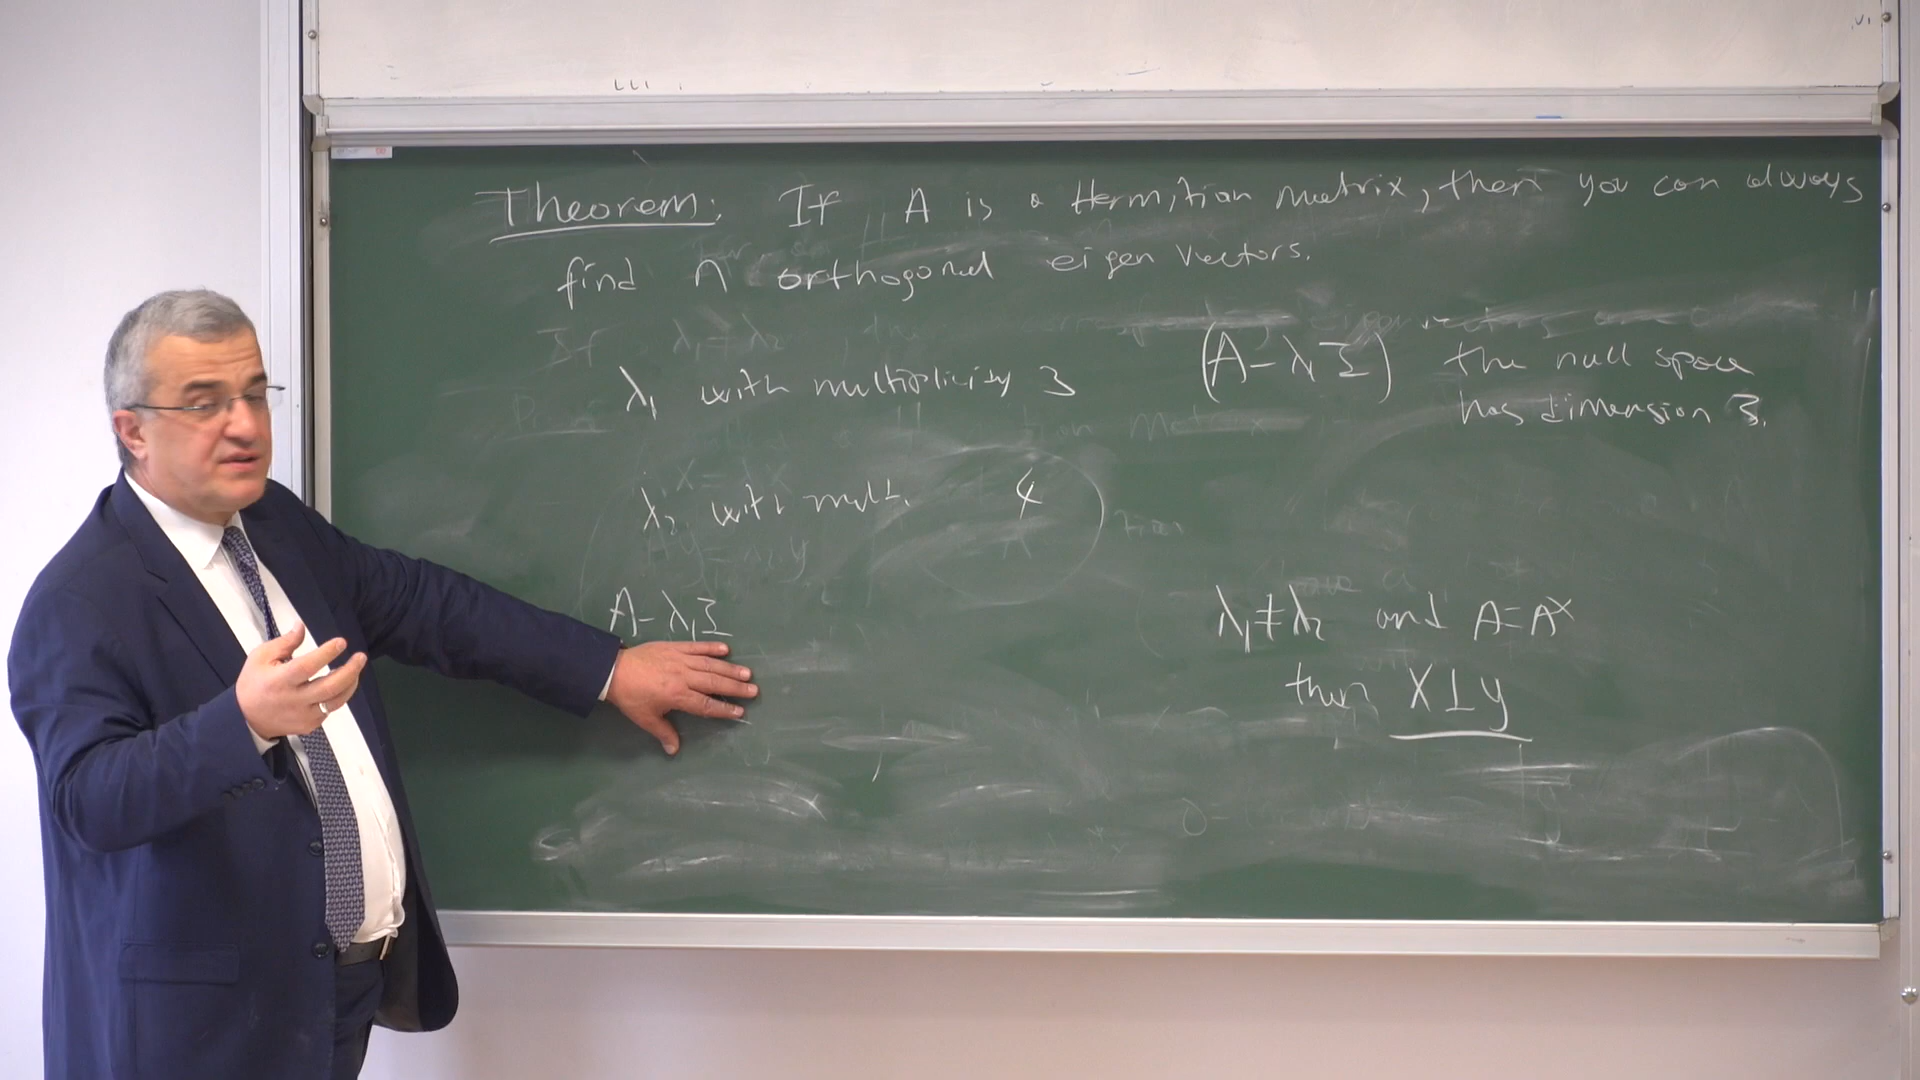 Theorem: If A is a Hermitian matrix, then you can always
find n orthogonal eigen vectors.
λ₁ with multiplicity 3
(A-λI) the null space
has dimension 3.
λ₂ with mult. 4
A-λ₁I
λ₁≠λ₂ and A=A*
then x⊥y